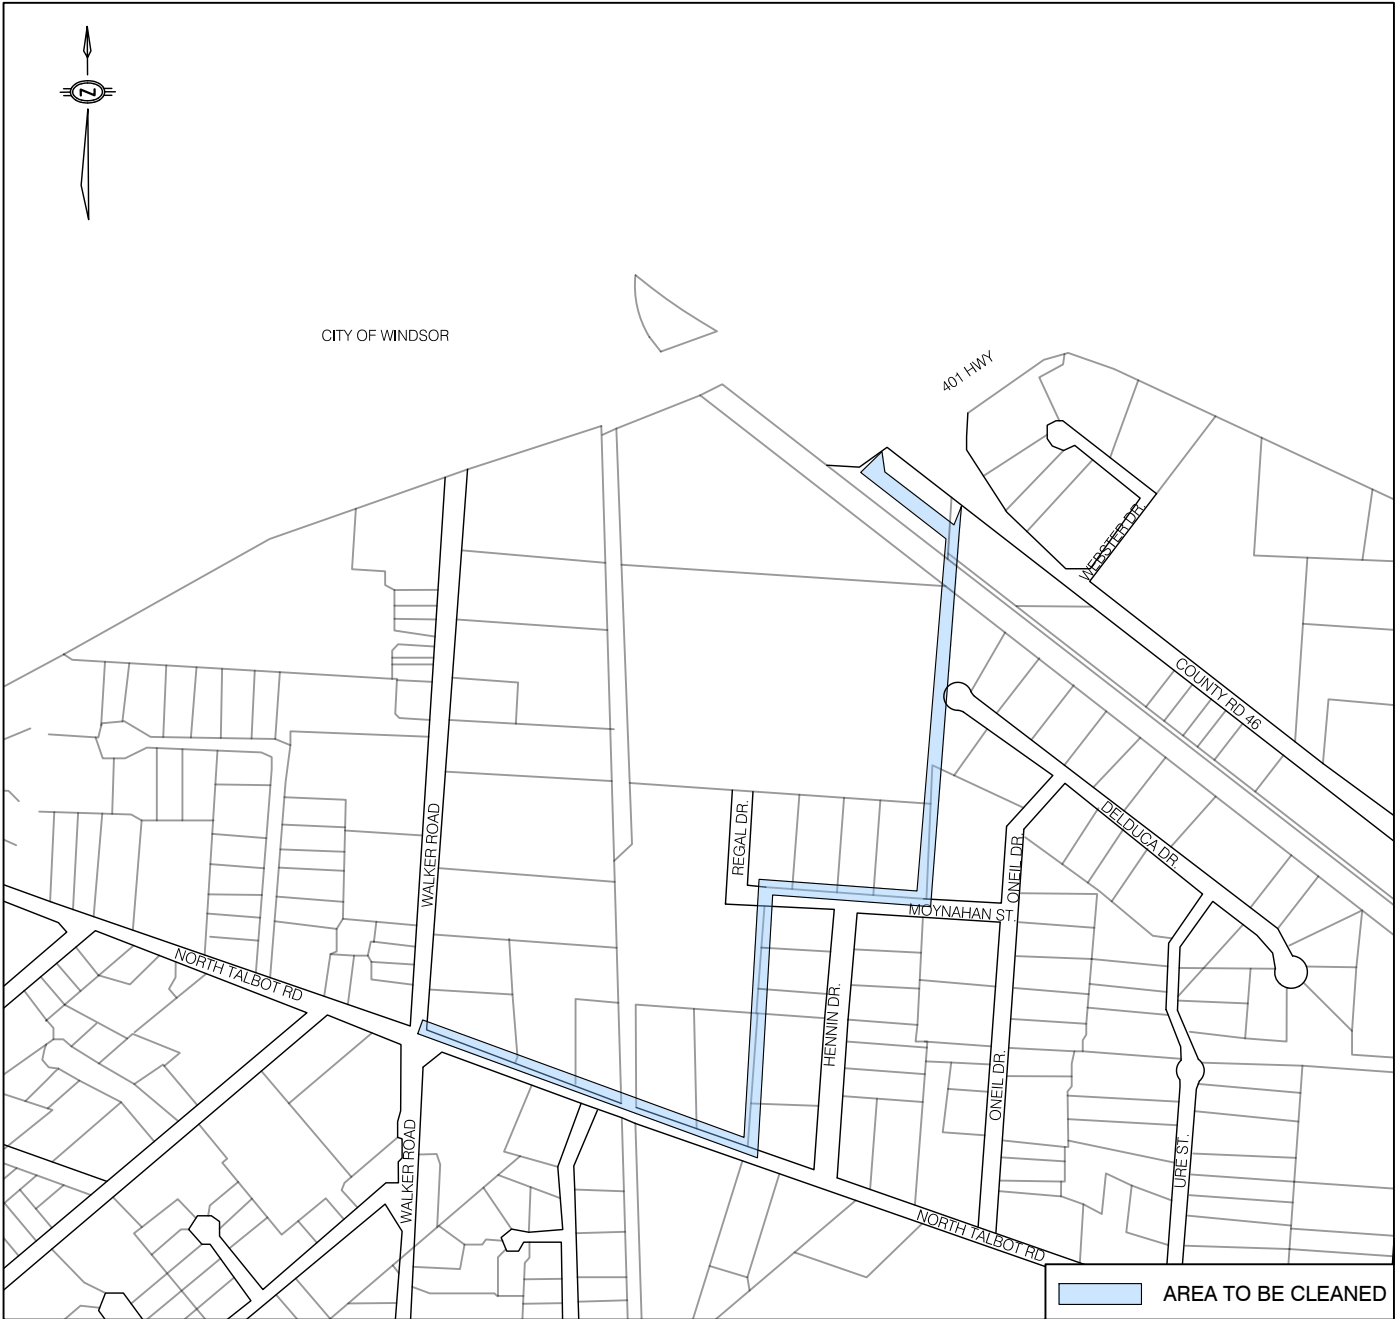 N
CITY OF WINDSOR
401 HWY
WEBSTER DR.
COUNTY RD 46
WALKER ROAD
REGAL DR.
DELDUCA DR.
ONEIL DR.
MOYNAHAN ST.
NORTH TALBOT RD
HENNIN DR.
ONEIL DR.
WALKER ROAD
URE ST.
NORTH TALBOT RD
AREA TO BE CLEANED